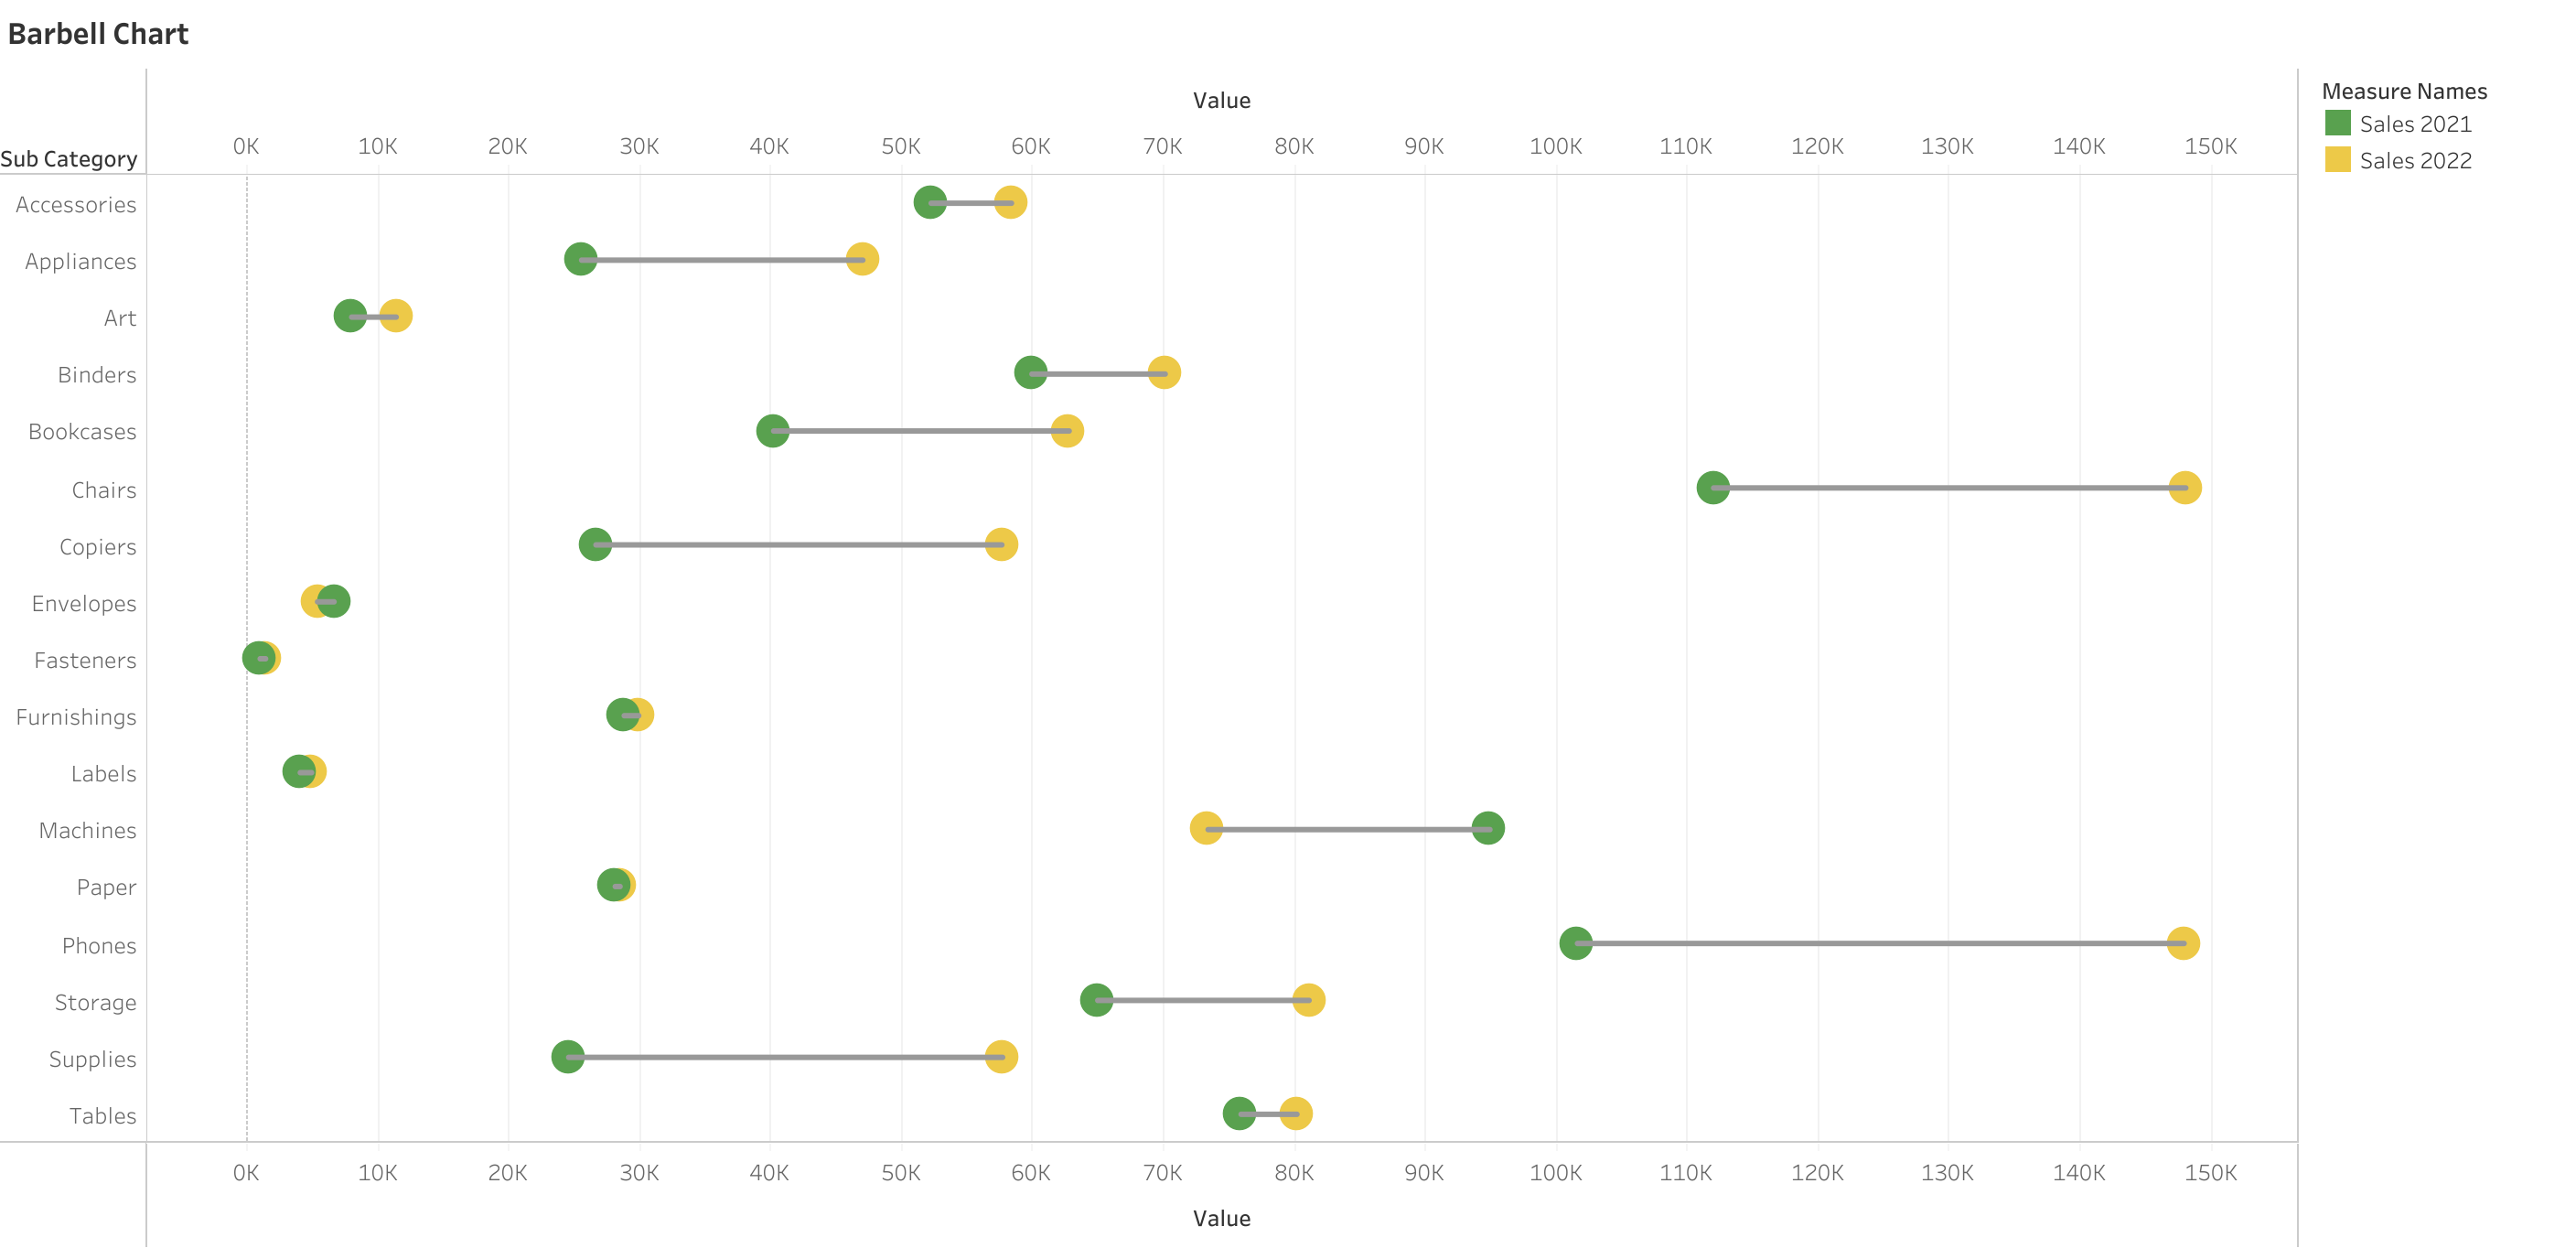 Barbell Chart
Value
Measure Names
Sales 2021
Sales 2022
Sub Category
0K 10K 20K 30K 40K 50K 60K 70K 80K 90K 100K 110K 120K 130K 140K 150K
Accessories
Appliances
Art
Binders
Bookcases
Chairs
Copiers
Envelopes
Fasteners
Furnishings
Labels
Machines
Paper
Phones
Storage
Supplies
Tables
0K 10K 20K 30K 40K 50K 60K 70K 80K 90K 100K 110K 120K 130K 140K 150K
Value